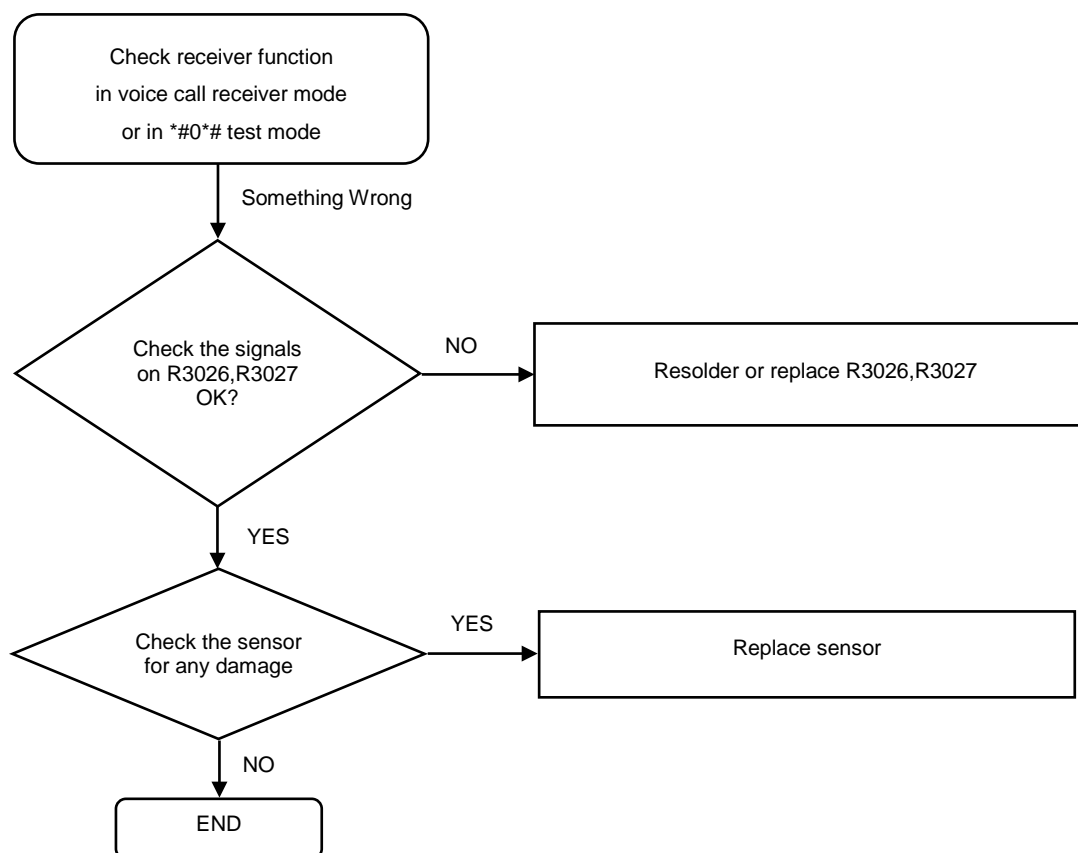 Check receiver function
in voice call receiver mode
or in *#0*# test mode
Something Wrong
Check the signals
on R3026,R3027
OK?
NO
Resolder or replace R3026,R3027
YES
Check the sensor
for any damage
YES
Replace sensor
NO
END